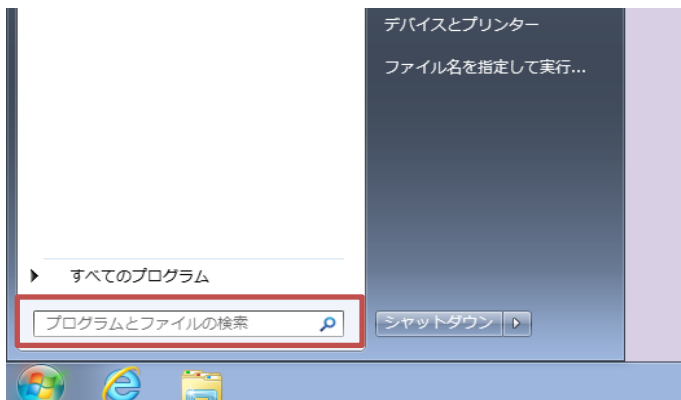 デバイスとプリンター
ファイル名を指定して実行...
すべてのプログラム
プログラムとファイルの検索
シャットダウン